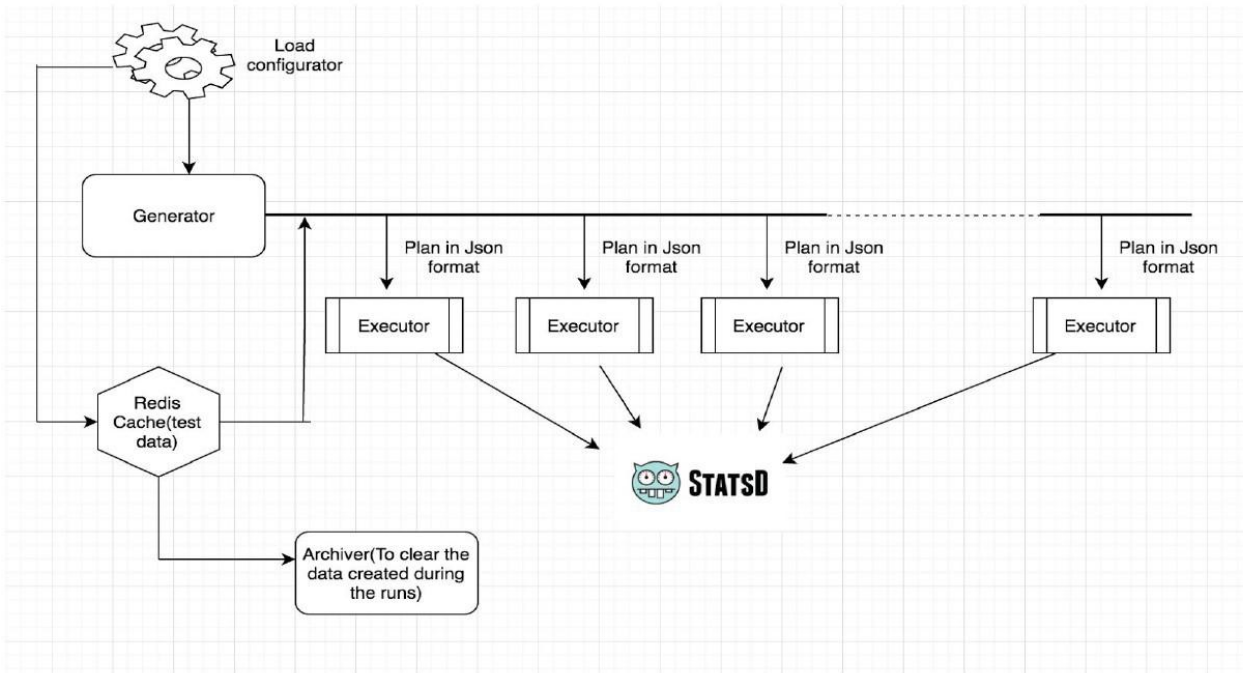 Load
configurator
Generator
Plan in Json
format
Plan in Json
format
Plan in Json
format
Plan in Json
format
Executor
Executor
Executor
Executor
Redis
Cache(test
data)
STATSD
Archiver(To clear the
data created during
the runs)